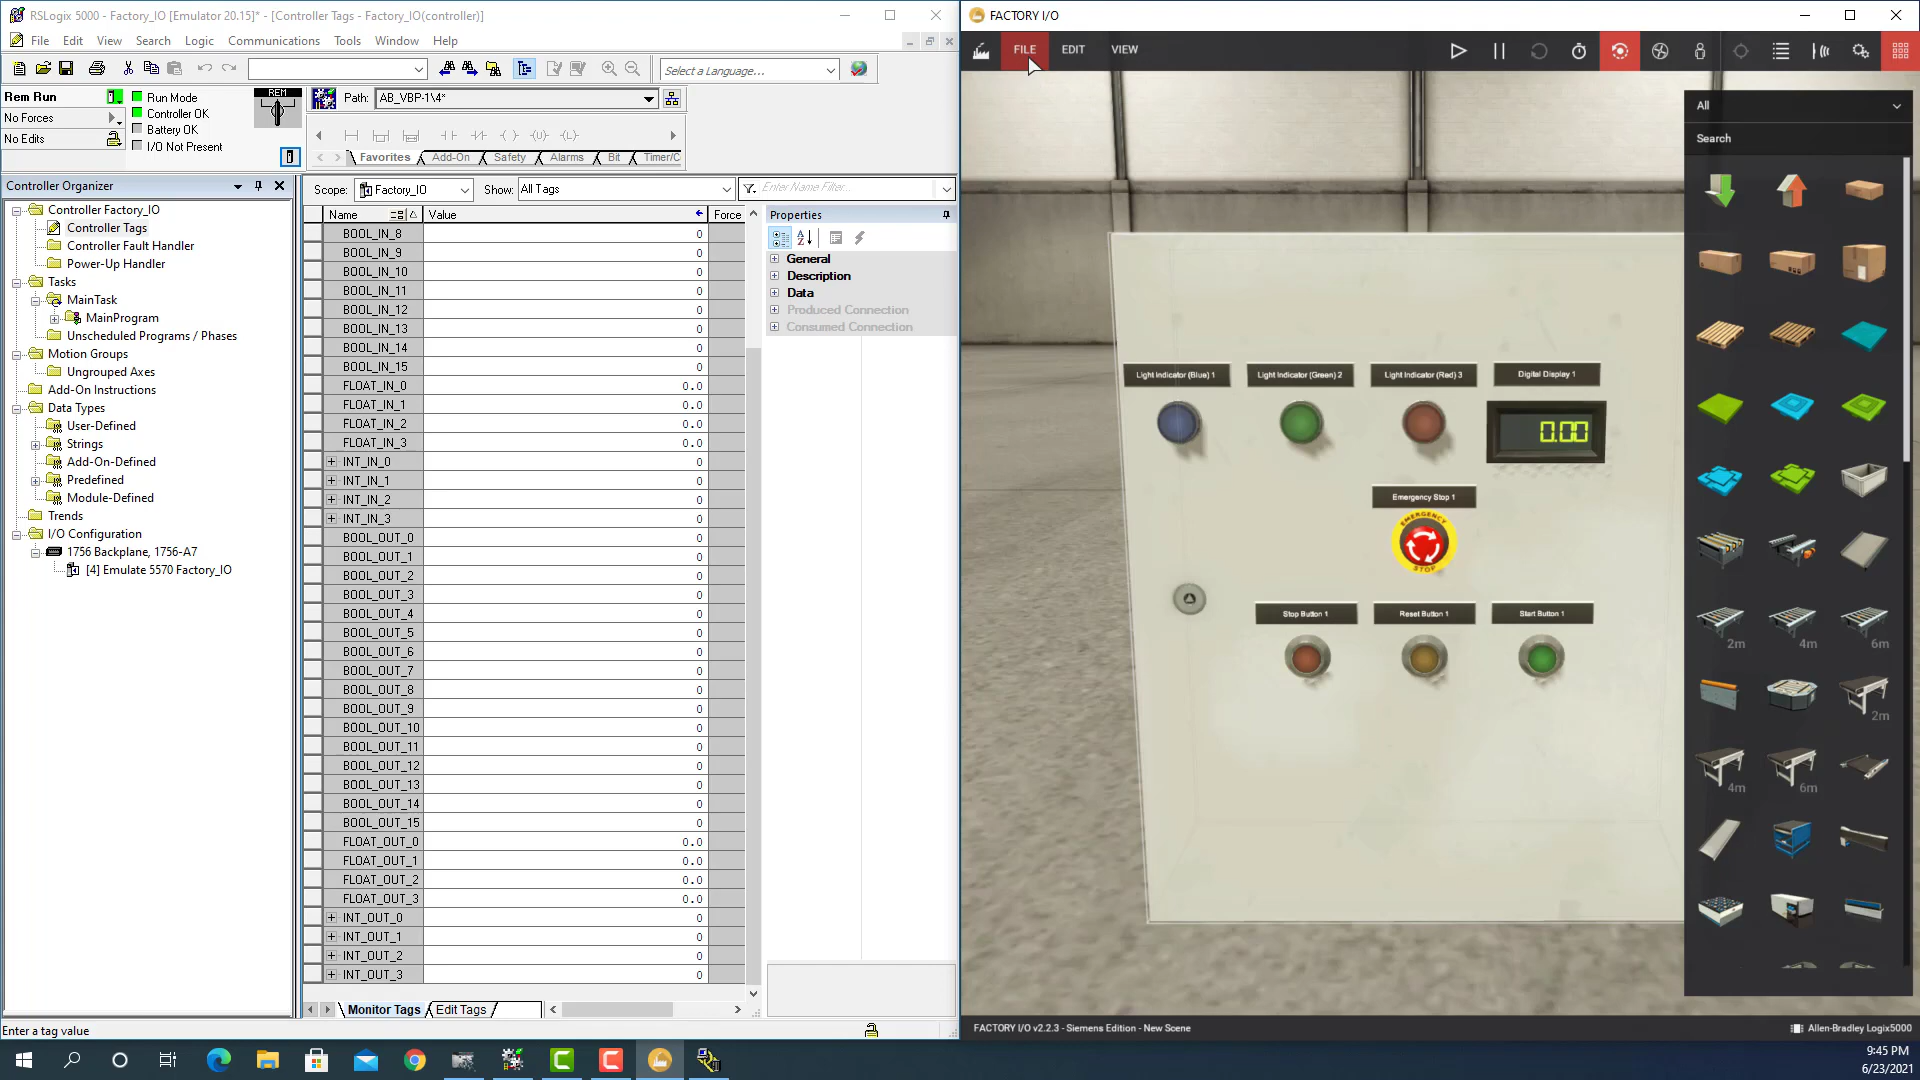 RSLogix 5000 - Factory_IO [Emulator 20.15]* - [Controller Tags - Factory_IO(controller)]
File Edit View Search Logic Communications Tools Window Help
Select a Language...
Rem Run
Run Mode
REM
Path: AB_VBP-1\4*
No Forces
Controller OK
No Edits
Battery OK
I/O Not Present
Favorites Add-On Safety Alarms Bit Timer/C
Controller Organizer
Controller Factory_IO
Controller Tags
Controller Fault Handler
Power-Up Handler
Tasks
MainTask
MainProgram
Unscheduled Programs / Phases
Motion Groups
Ungrouped Axes
Add-On Instructions
Data Types
User-Defined
Strings
Add-On-Defined
Predefined
Module-Defined
Trends
I/O Configuration
1756 Backplane, 1756-A7
[4] Emulate 5570 Factory_IO
Scope: Factory_IO Show: All Tags Enter Name Filter...
Name Value Force
BOOL_IN_8 0
BOOL_IN_9 0
BOOL_IN_10 0
BOOL_IN_11 0
BOOL_IN_12 0
BOOL_IN_13 0
BOOL_IN_14 0
BOOL_IN_15 0
FLOAT_IN_0 0.0
FLOAT_IN_1 0.0
FLOAT_IN_2 0.0
FLOAT_IN_3 0.0
INT_IN_0 0
INT_IN_1 0
INT_IN_2 0
INT_IN_3 0
BOOL_OUT_0 0
BOOL_OUT_1 0
BOOL_OUT_2 0
BOOL_OUT_3 0
BOOL_OUT_4 0
BOOL_OUT_5 0
BOOL_OUT_6 0
BOOL_OUT_7 0
BOOL_OUT_8 0
BOOL_OUT_9 0
BOOL_OUT_10 0
BOOL_OUT_11 0
BOOL_OUT_12 0
BOOL_OUT_13 0
BOOL_OUT_14 0
BOOL_OUT_15 0
FLOAT_OUT_0 0.0
FLOAT_OUT_1 0.0
FLOAT_OUT_2 0.0
FLOAT_OUT_3 0.0
INT_OUT_0 0
INT_OUT_1 0
INT_OUT_2 0
INT_OUT_3 0
Monitor Tags Edit Tags
Properties
General
Description
Data
Produced Connection
Consumed Connection
Enter a tag value
FACTORY I/O
FILE EDIT VIEW
All
Search
Light Indicator (Blue) 1 Light Indicator (Green) 2 Light Indicator (Red) 3 Digital Display 1
0.00
Emergency Stop 1
EMERGENCY
STOP
Stop Button 1 Reset Button 1 Start Button 1
2m 4m 6m
2m
4m 6m
FACTORY I/O v2.2.3 - Siemens Edition - New Scene
Allen-Bradley Logix5000
9:45 PM
6/23/2021